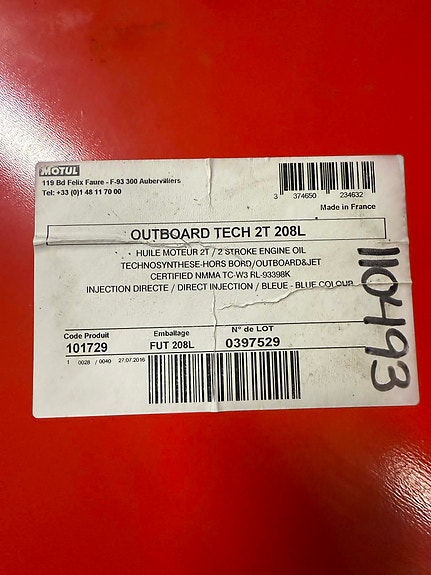 MOTUL
119 Bd Felix Faure - F-93 300 Aubervilliers
Tel: +33 (0)1 48 11 70 00
3 374650 234632
Made in France
OUTBOARD TECH 2T 208L
HUILE MOTEUR 2T / 2 STROKE ENGINE OIL
TECHNOSYNTHESE-HORS BORD/OUTBOARD&JET
CERTIFIED NMMA TC-W3 RL-93398K
INJECTION DIRECTE / DIRECT INJECTION / BLEUE - BLUE COLOUR
Code Produit Emballage N° de LOT
101729 FUT 208L 0397529
1 0028 / 0040 27.07.2016
110493